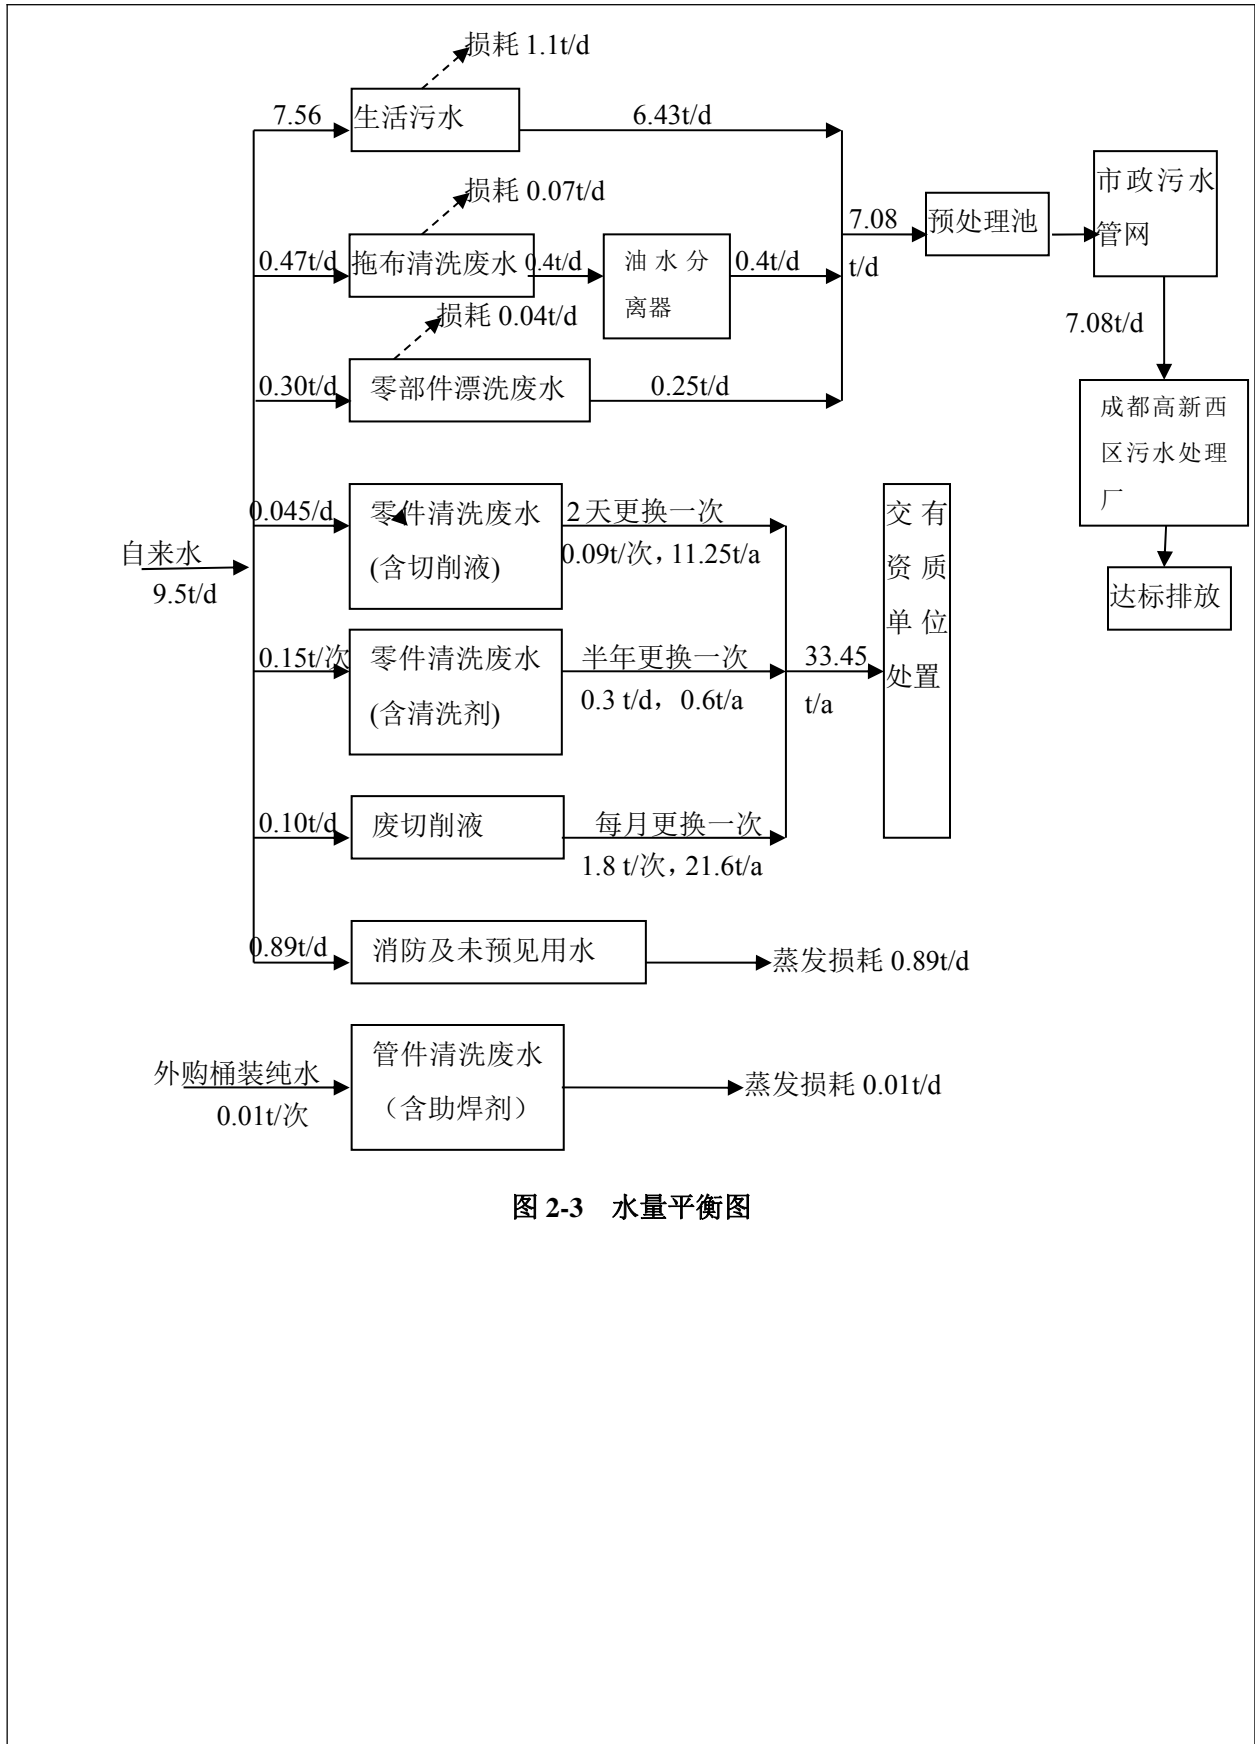 损耗 1.1t/d
7.56
生活污水
6.43t/d
损耗 0.07t/d
0.47t/d
拖布清洗废水
0.4t/d
油水分
离器
0.4t/d
7.08
t/d
预处理池
市政污水
管网
损耗 0.04t/d
0.30t/d
零部件漂洗废水
0.25t/d
7.08t/d
成都高新西
区污水处理
厂
达标排放
自来水
9.5t/d
0.045/d
零件清洗废水
(含切削液)
2天更换一次
0.09t/次，11.25t/a
0.15t/次
零件清洗废水
(含清洗剂)
半年更换一次
0.3 t/d，0.6t/a
33.45
t/a
交有
资质
单位
处置
0.10t/d
废切削液
每月更换一次
1.8 t/次，21.6t/a
0.89t/d
消防及未预见用水
蒸发损耗 0.89t/d
外购桶装纯水
0.01t/次
管件清洗废水
（含助焊剂）
蒸发损耗 0.01t/d
图 2-3 水量平衡图